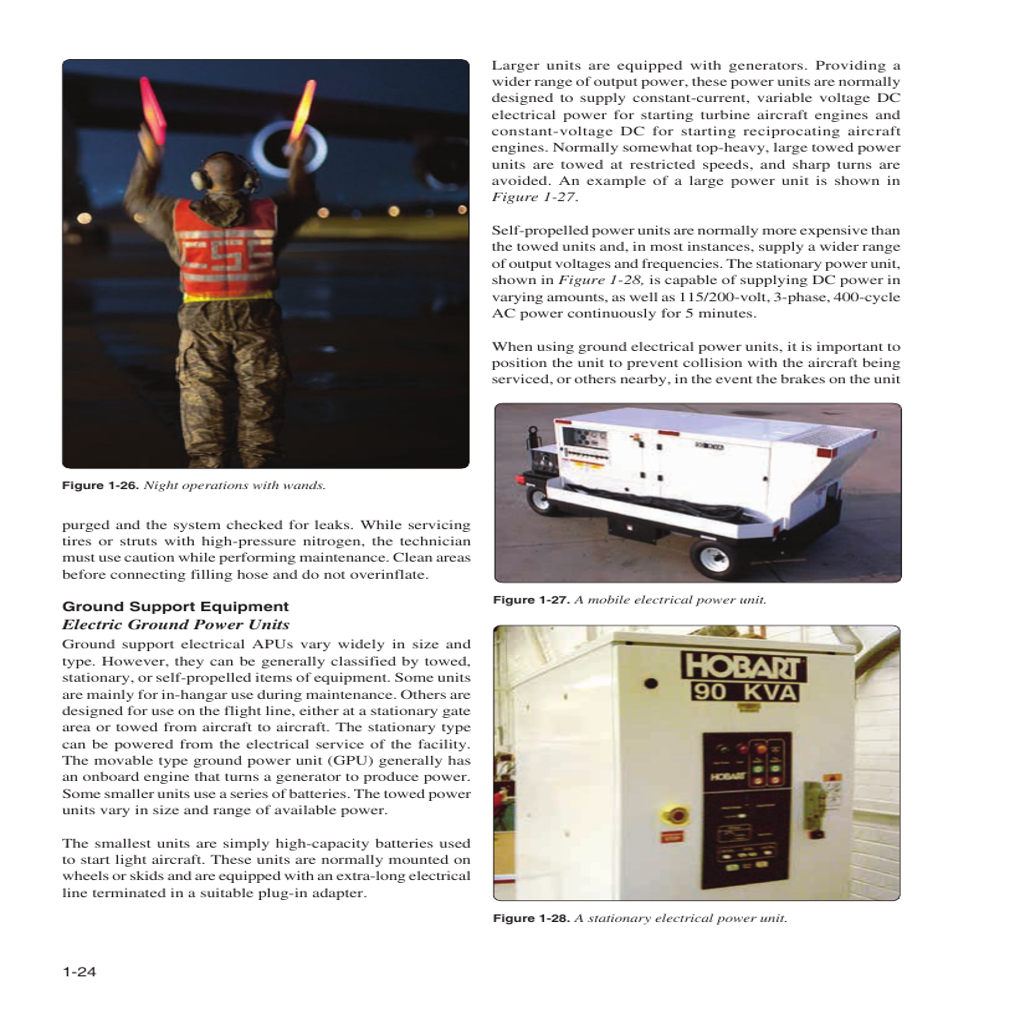 Figure 1-26. Night operations with wands.
purged and the system checked for leaks. While servicing
tires or struts with high-pressure nitrogen, the technician
must use caution while performing maintenance. Clean areas
before connecting filling hose and do not overinflate.
Ground Support Equipment
Electric Ground Power Units
Ground support electrical APUs vary widely in size and
type. However, they can be generally classified by towed,
stationary, or self-propelled items of equipment. Some units
are mainly for in-hangar use during maintenance. Others are
designed for use on the flight line, either at a stationary gate
area or towed from aircraft to aircraft. The stationary type
can be powered from the electrical service of the facility.
The movable type ground power unit (GPU) generally has
an onboard engine that turns a generator to produce power.
Some smaller units use a series of batteries. The towed power
units vary in size and range of available power.
The smallest units are simply high-capacity batteries used
to start light aircraft. These units are normally mounted on
wheels or skids and are equipped with an extra-long electrical
line terminated in a suitable plug-in adapter.
Larger units are equipped with generators. Providing a
wider range of output power, these power units are normally
designed to supply constant-current, variable voltage DC
electrical power for starting turbine aircraft engines and
constant-voltage DC for starting reciprocating aircraft
engines. Normally somewhat top-heavy, large towed power
units are towed at restricted speeds, and sharp turns are
avoided. An example of a large power unit is shown in
Figure 1-27.
Self-propelled power units are normally more expensive than
the towed units and, in most instances, supply a wider range
of output voltages and frequencies. The stationary power unit,
shown in Figure 1-28, is capable of supplying DC power in
varying amounts, as well as 115/200-volt, 3-phase, 400-cycle
AC power continuously for 5 minutes.
When using ground electrical power units, it is important to
position the unit to prevent collision with the aircraft being
serviced, or others nearby, in the event the brakes on the unit
Figure 1-27. A mobile electrical power unit.
HOBART
90 KVA
HOBART
Figure 1-28. A stationary electrical power unit.
1-24